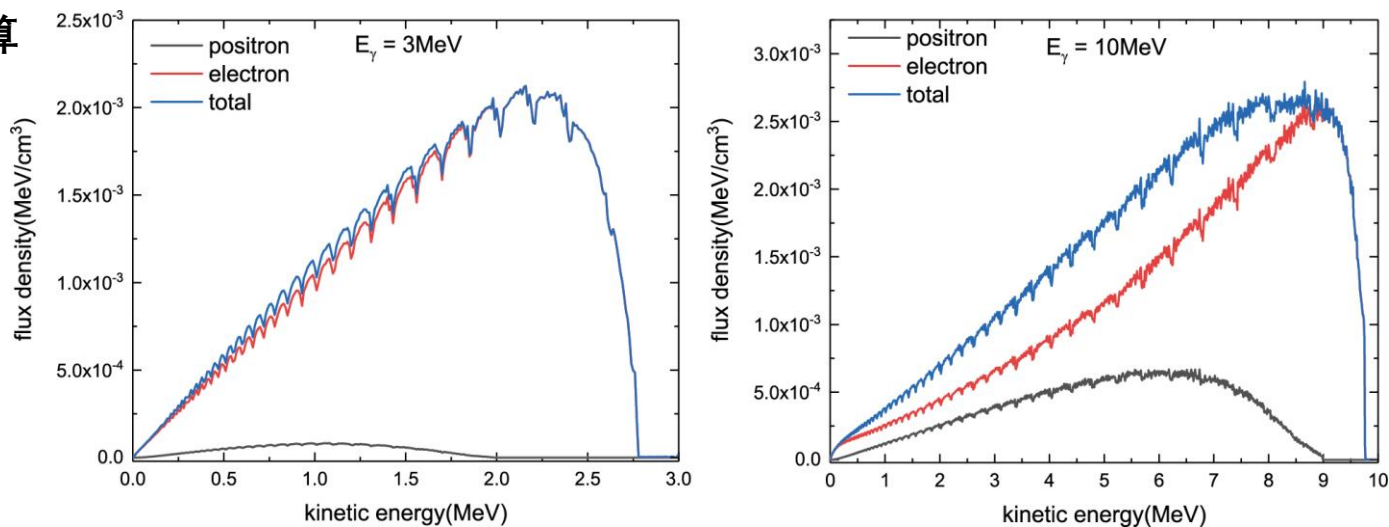 算
2.5x10⁻³
2.0x10⁻³
1.5x10⁻³
1.0x10⁻³
5.0x10⁻⁴
0.0
flux density(MeV/cm³)
positron
electron
total
Eγ = 3MeV
0.0 0.5 1.0 1.5 2.0 2.5 3.0
kinetic energy(MeV)
3.0x10⁻³
2.5x10⁻³
2.0x10⁻³
1.5x10⁻³
1.0x10⁻³
5.0x10⁻⁴
0.0
flux density(MeV/cm³)
positron
electron
total
Eγ = 10MeV
0 1 2 3 4 5 6 7 8 9 10
kinetic energy(MeV)